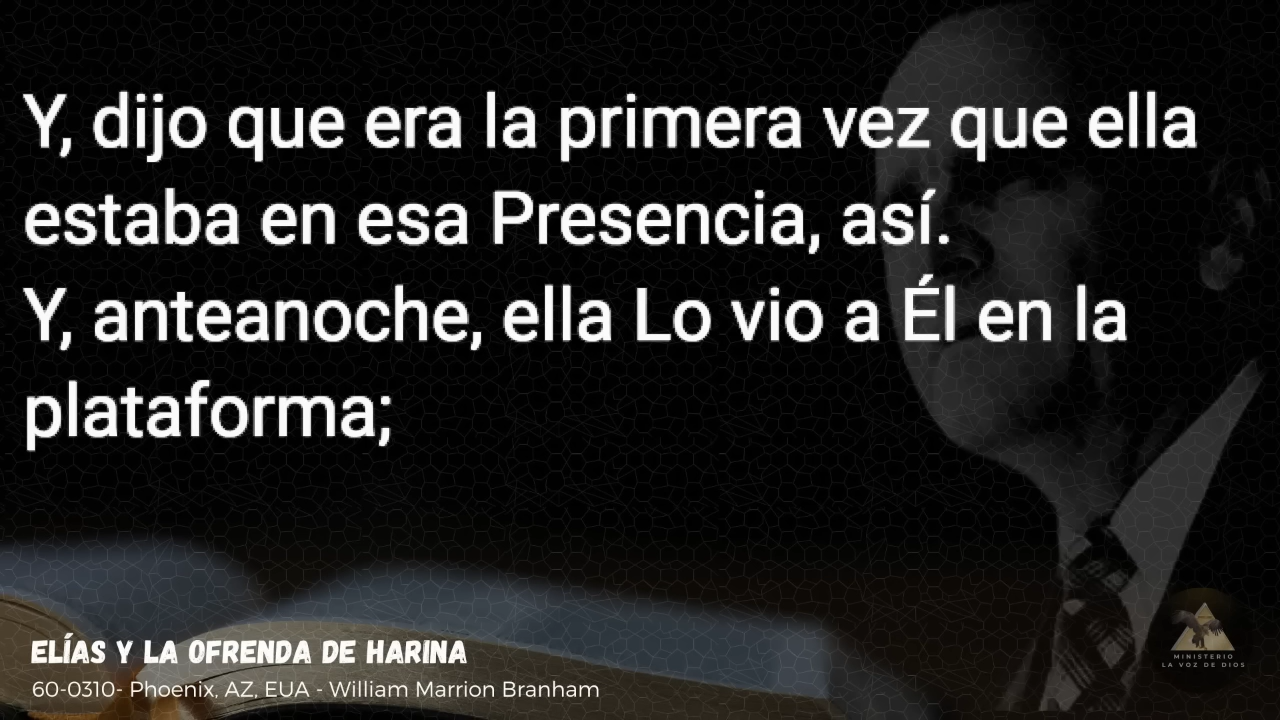 Y, dijo que era la primera vez que ella
estaba en esa Presencia, así.
Y, anteanoche, ella Lo vio a Él en la
plataforma;
ELÍAS Y LA OFRENDA DE HARINA
60-0310- Phoenix, AZ, EUA - William Marrion Branham
MINISTERIO
LA VOZ DE DIOS